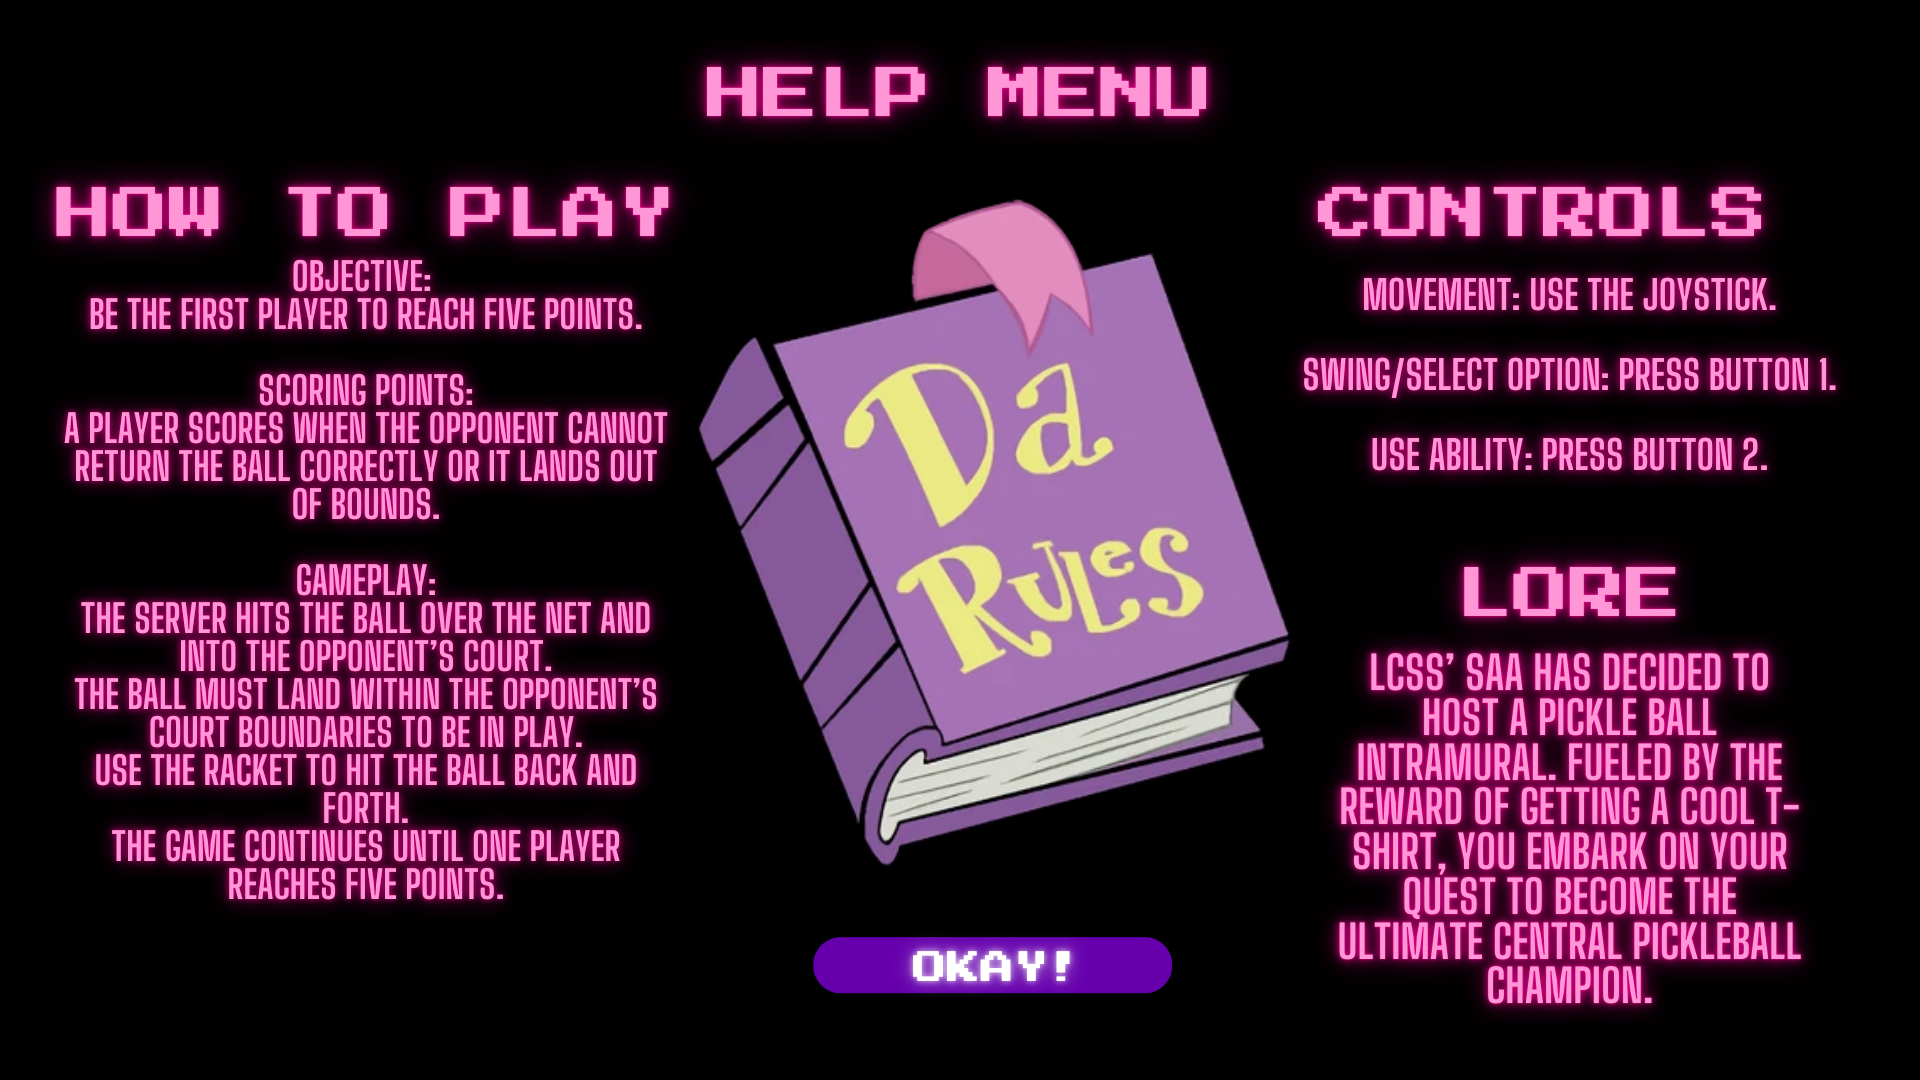 HELP MENU
HOW TO PLAY
OBJECTIVE:
BE THE FIRST PLAYER TO REACH FIVE POINTS.
SCORING POINTS:
A PLAYER SCORES WHEN THE OPPONENT CANNOT
RETURN THE BALL CORRECTLY OR IT LANDS OUT
OF BOUNDS.
GAMEPLAY:
THE SERVER HITS THE BALL OVER THE NET AND
INTO THE OPPONENT’S COURT.
THE BALL MUST LAND WITHIN THE OPPONENT’S
COURT BOUNDARIES TO BE IN PLAY.
USE THE RACKET TO HIT THE BALL BACK AND
FORTH.
THE GAME CONTINUES UNTIL ONE PLAYER
REACHES FIVE POINTS.
Da
RULeS
OKAY!
CONTROLS
MOVEMENT: USE THE JOYSTICK.
SWING/SELECT OPTION: PRESS BUTTON 1.
USE ABILITY: PRESS BUTTON 2.
LORE
LCSS’ SAA HAS DECIDED TO
HOST A PICKLE BALL
INTRAMURAL. FUELED BY THE
REWARD OF GETTING A COOL T-
SHIRT, YOU EMBARK ON YOUR
QUEST TO BECOME THE
ULTIMATE CENTRAL PICKLEBALL
CHAMPION.